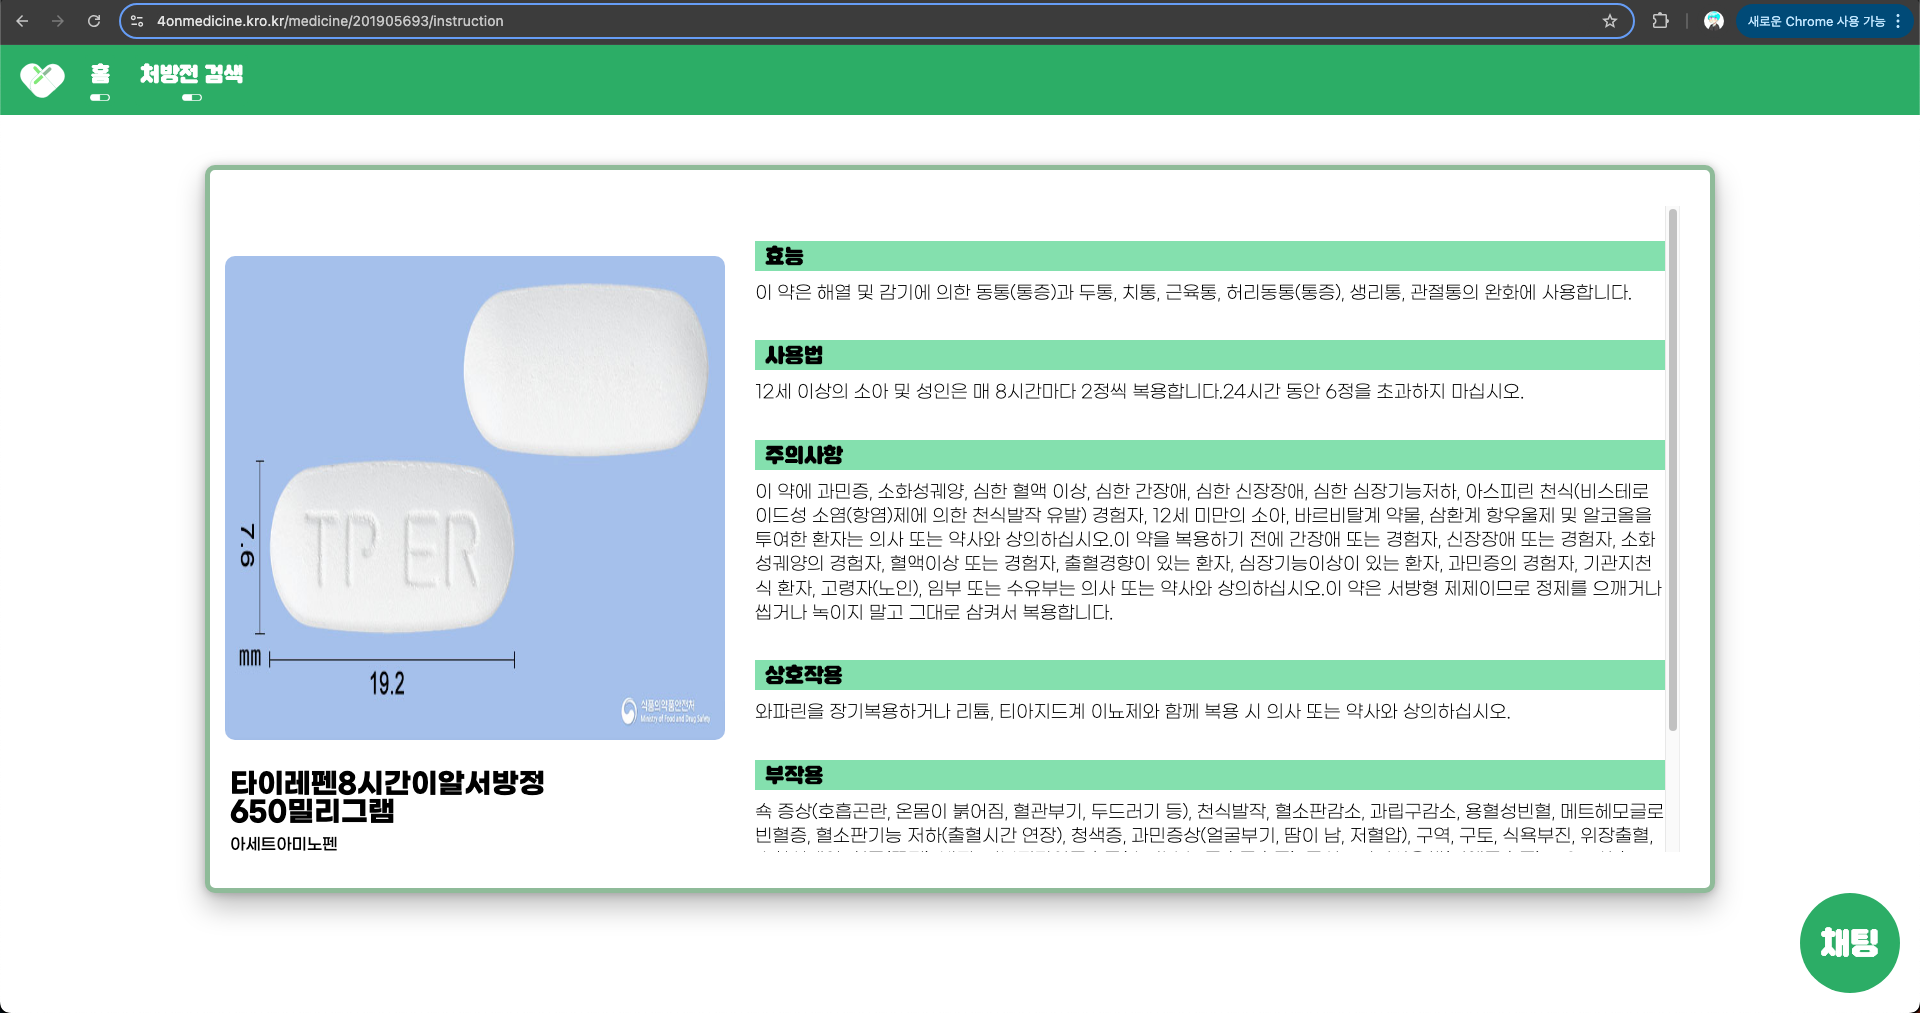 4onmedicine.kro.kr/medicine/201905693/instruction
새로운 Chrome 사용 가능
홈
처방전 검색
효능
이 약은 해열 및 감기에 의한 동통(통증)과 두통, 치통, 근육통, 허리동통(통증), 생리통, 관절통의 완화에 사용합니다.
사용법
12세 이상의 소아 및 성인은 매 8시간마다 2정씩 복용합니다.24시간 동안 6정을 초과하지 마십시오.
주의사항
이 약에 과민증, 소화성궤양, 심한 혈액 이상, 심한 간장애, 심한 신장장애, 심한 심장기능저하, 아스피린 천식(비스테로
이드성 소염(항염)제에 의한 천식발작 유발) 경험자, 12세 미만의 소아, 바르비탈계 약물, 삼환계 항우울제 및 알코올을
투여한 환자는 의사 또는 약사와 상의하십시오.이 약을 복용하기 전에 간장애 또는 경험자, 신장장애 또는 경험자, 소화
성궤양의 경험자, 혈액이상 또는 경험자, 출혈경향이 있는 환자, 심장기능이상이 있는 환자, 과민증의 경험자, 기관지천
식 환자, 고령자(노인), 임부 또는 수유부는 의사 또는 약사와 상의하십시오.이 약은 서방형 제제이므로 정제를 으깨거나
씹거나 녹이지 말고 그대로 삼켜서 복용합니다.
상호작용
와파린을 장기복용하거나 리튬, 티아지드계 이뇨제와 함께 복용 시 의사 또는 약사와 상의하십시오.
부작용
쇽 증상(호흡곤란, 온몸이 붉어짐, 혈관부기, 두드러기 등), 천식발작, 혈소판감소, 과립구감소, 용혈성빈혈, 메트헤모글로
빈혈증, 혈소판기능 저하(출혈시간 연장), 청색증, 과민증상(얼굴부기, 땀이 남, 저혈압), 구역, 구토, 식욕부진, 위장출혈,
TP ER
7.6
mm
19.2
식품의약품안전처
Ministry of Food and Drug Safety
타이레펜8시간이알서방정
650밀리그램
아세트아미노펜
채팅